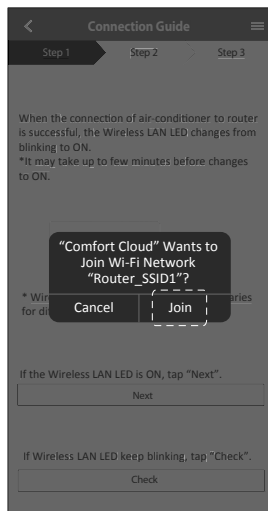 Connection Guide
Step 1
Step 2
Step 3
When the connection of air-conditioner to router
is successful, the Wireless LAN LED changes from
blinking to ON.
*It may take up to few minutes before changes
to ON.
“Comfort Cloud” Wants to
Join Wi-Fi Network
“Router_SSID1”?
Cancel
Join
* Wir
aries
for di
If the Wireless LAN LED is ON, tap “Next”.
Next
If Wireless LAN LED keep blinking, tap “Check”.
Check